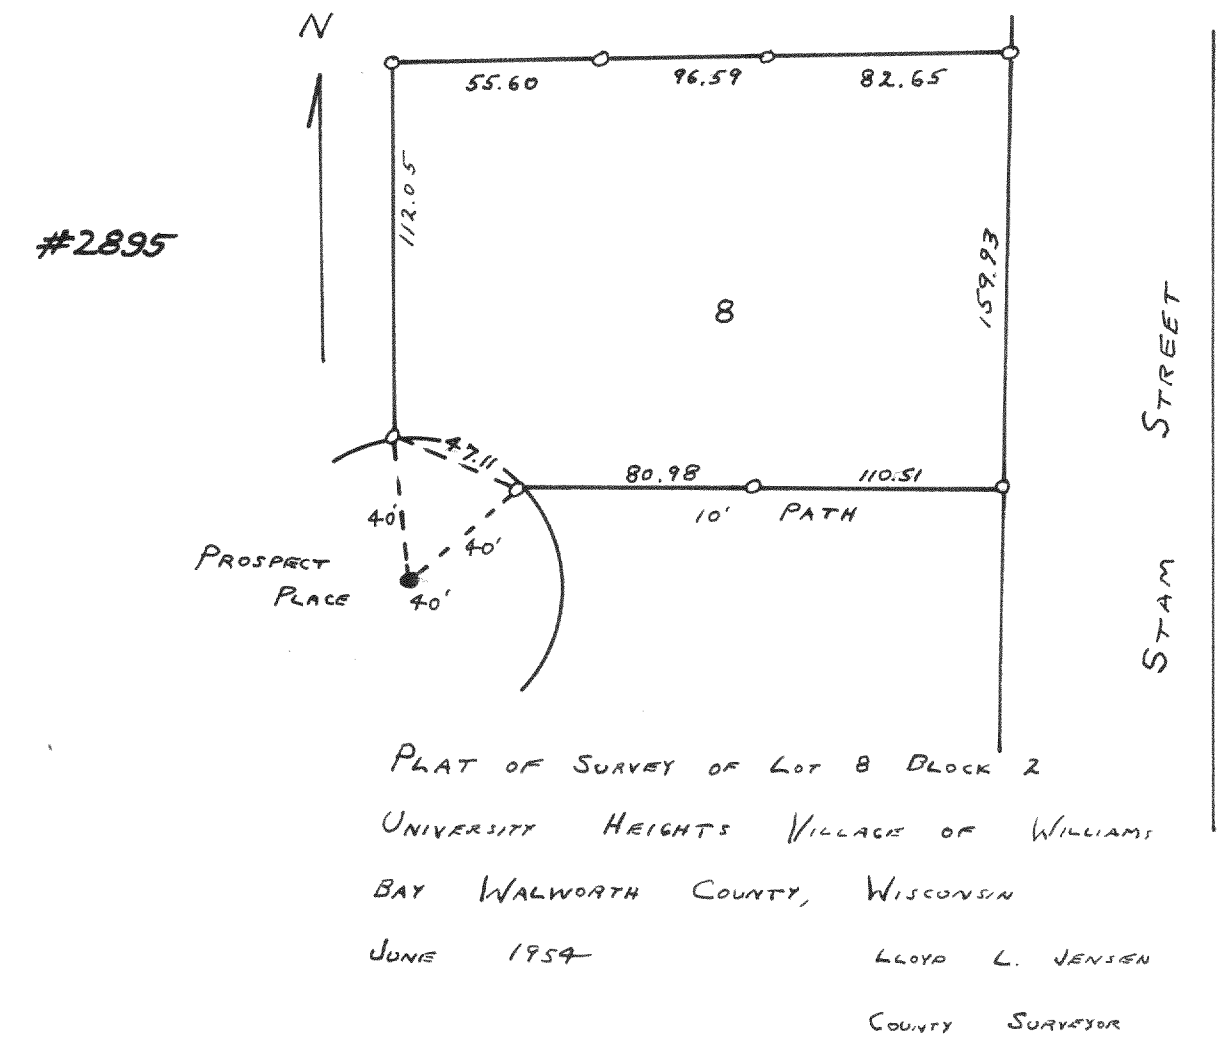 N
55.60 96.59 82.65
112.05
#2895
159.93
8
STAM STREET
47.11
80.98 110.51
40'
10' PATH
40'
PROSPECT
PLACE
40'
PLAT OF SURVEY OF LOT 8 BLOCK 2
UNIVERSITY HEIGHTS VILLAGE OF WILLIAMS
BAY WALWORTH COUNTY, WISCONSIN
JUNE 1954 LLOYD L. JENSEN
COUNTY SURVEYOR